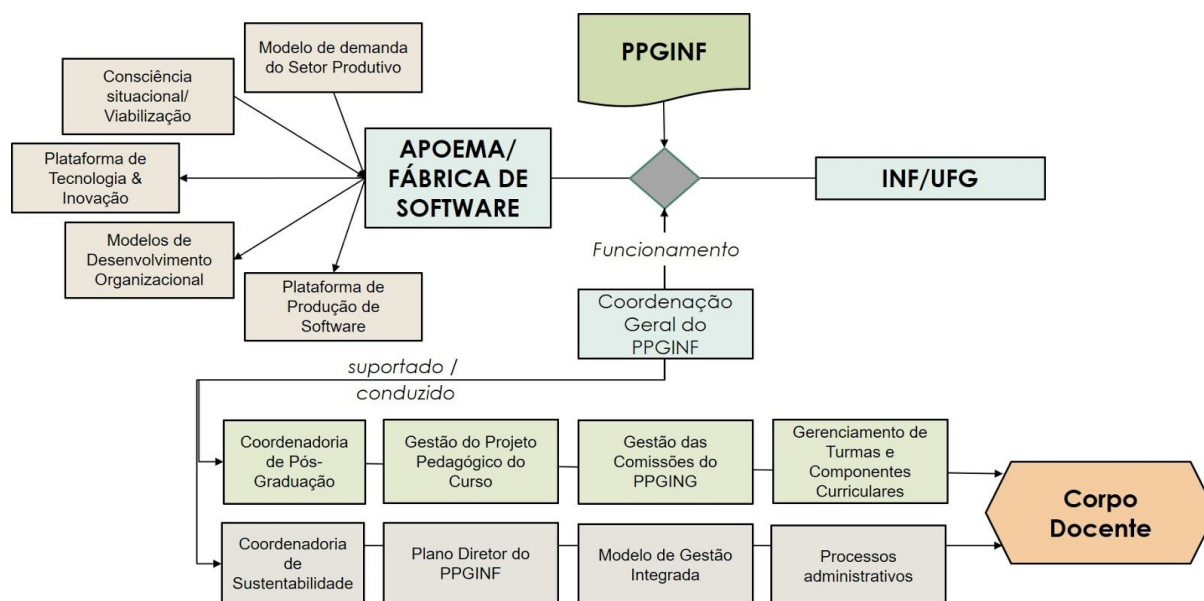 Modelo de demanda
do Setor Produtivo
PPGINF
Consciência
situacional/
Viabilização
Plataforma de
Tecnologia &
Inovação
APOEMA/
FÁBRICA DE
SOFTWARE
INF/UFG
Modelos de
Desenvolvimento
Organizacional
Funcionamento
Plataforma de
Produção de
Software
Coordenação
Geral do
PPGINF
suportado /
conduzido
Coordenadoria
de Pós-
Graduação
Gestão do Projeto
Pedagógico do
Curso
Gestão das
Comissões do
PPGING
Gerenciamento de
Turmas e
Componentes
Curriculares
Corpo
Docente
Coordenadoria
de
Sustentabilidade
Plano Diretor do
PPGINF
Modelo de Gestão
Integrada
Processos
administrativos